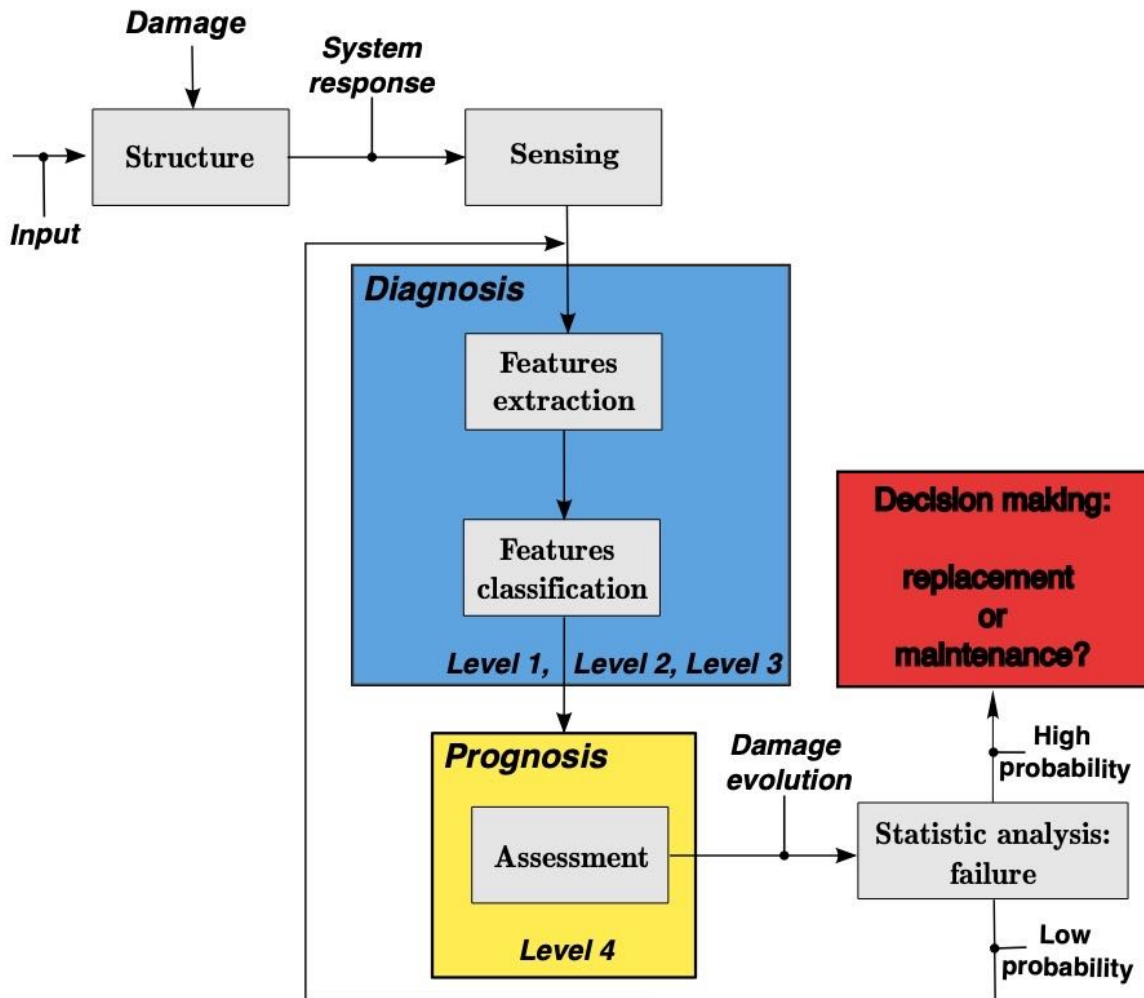 Damage
System
response
Structure
Sensing
Input
Diagnosis
Features
extraction
Features
classification
Level 1, Level 2, Level 3
Decision making:
replacement
or
maintenance?
Prognosis
Assessment
Level 4
Damage
evolution
High
probability
Statistic analysis:
failure
Low
probability